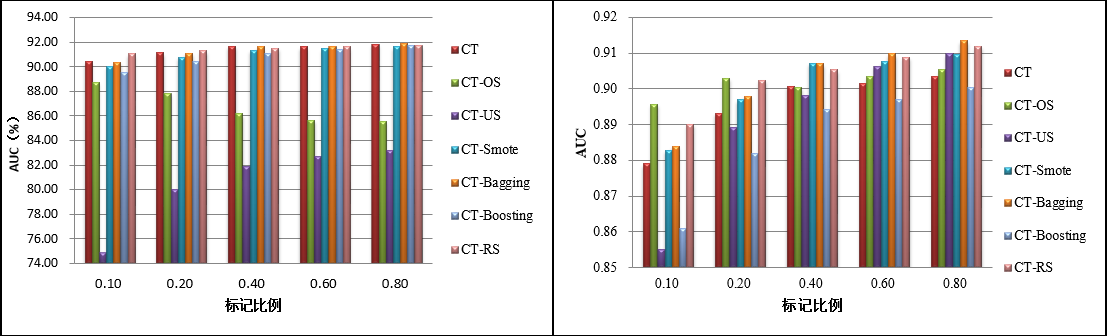 94.00
92.00
90.00
88.00
86.00
84.00
82.00
80.00
78.00
76.00
74.00
AUC（%）
0.10 0.20 0.40 0.60 0.80
标记比例
CT
CT-OS
CT-US
CT-Smote
CT-Bagging
CT-Boosting
CT-RS
0.92
0.91
0.90
0.89
0.88
0.87
0.86
0.85
AUC
0.10 0.20 0.40 0.60 0.80
标记比例
CT
CT-OS
CT-US
CT-Smote
CT-Bagging
CT-Boosting
CT-RS